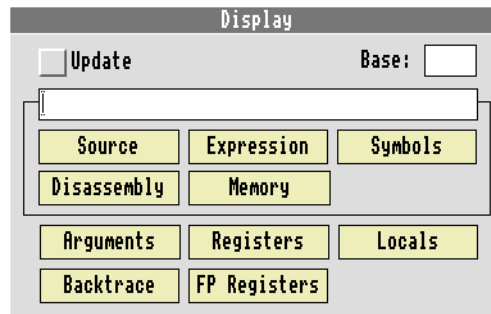 Display
Update Base:
Source Expression Symbols
Disassembly Memory
Arguments Registers Locals
Backtrace FP Registers